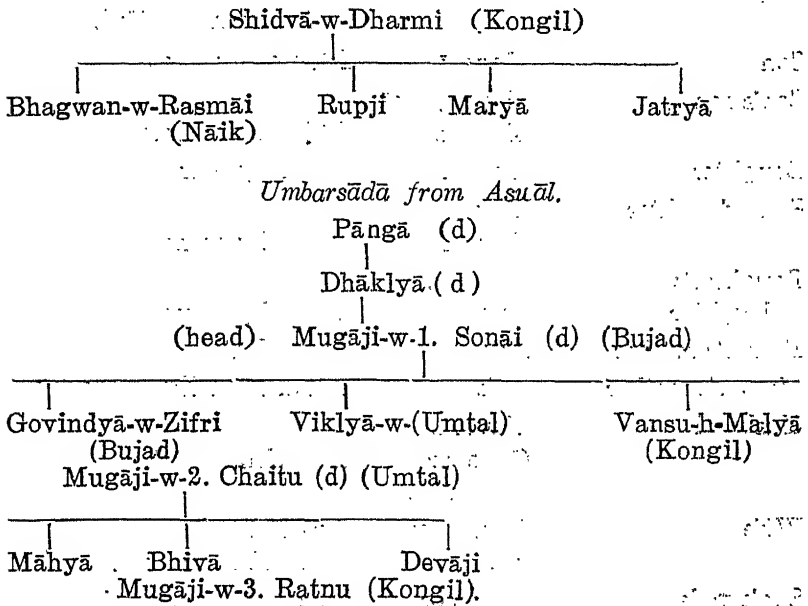 Shidvā-w-Dharmi (Kongil)
Bhagwan-w-Rasmāi Rupji Maryā Jatryā
(Nāik)
Umbarsādā from Asuāl.
Pāngā (d)
Dhāklyā (d)
(head) Mugāji-w-1. Sonāi (d) (Bujad)
Govindyā-w-Zifri Viklyā-w-(Umtal) Vansu-h-Malyā
(Bujad) (Kongil)
Mugāji-w-2. Chaitu (d) (Umtal)
Māhyā Bhivā Devāji
Mugāji-w-3. Ratnu (Kongil).